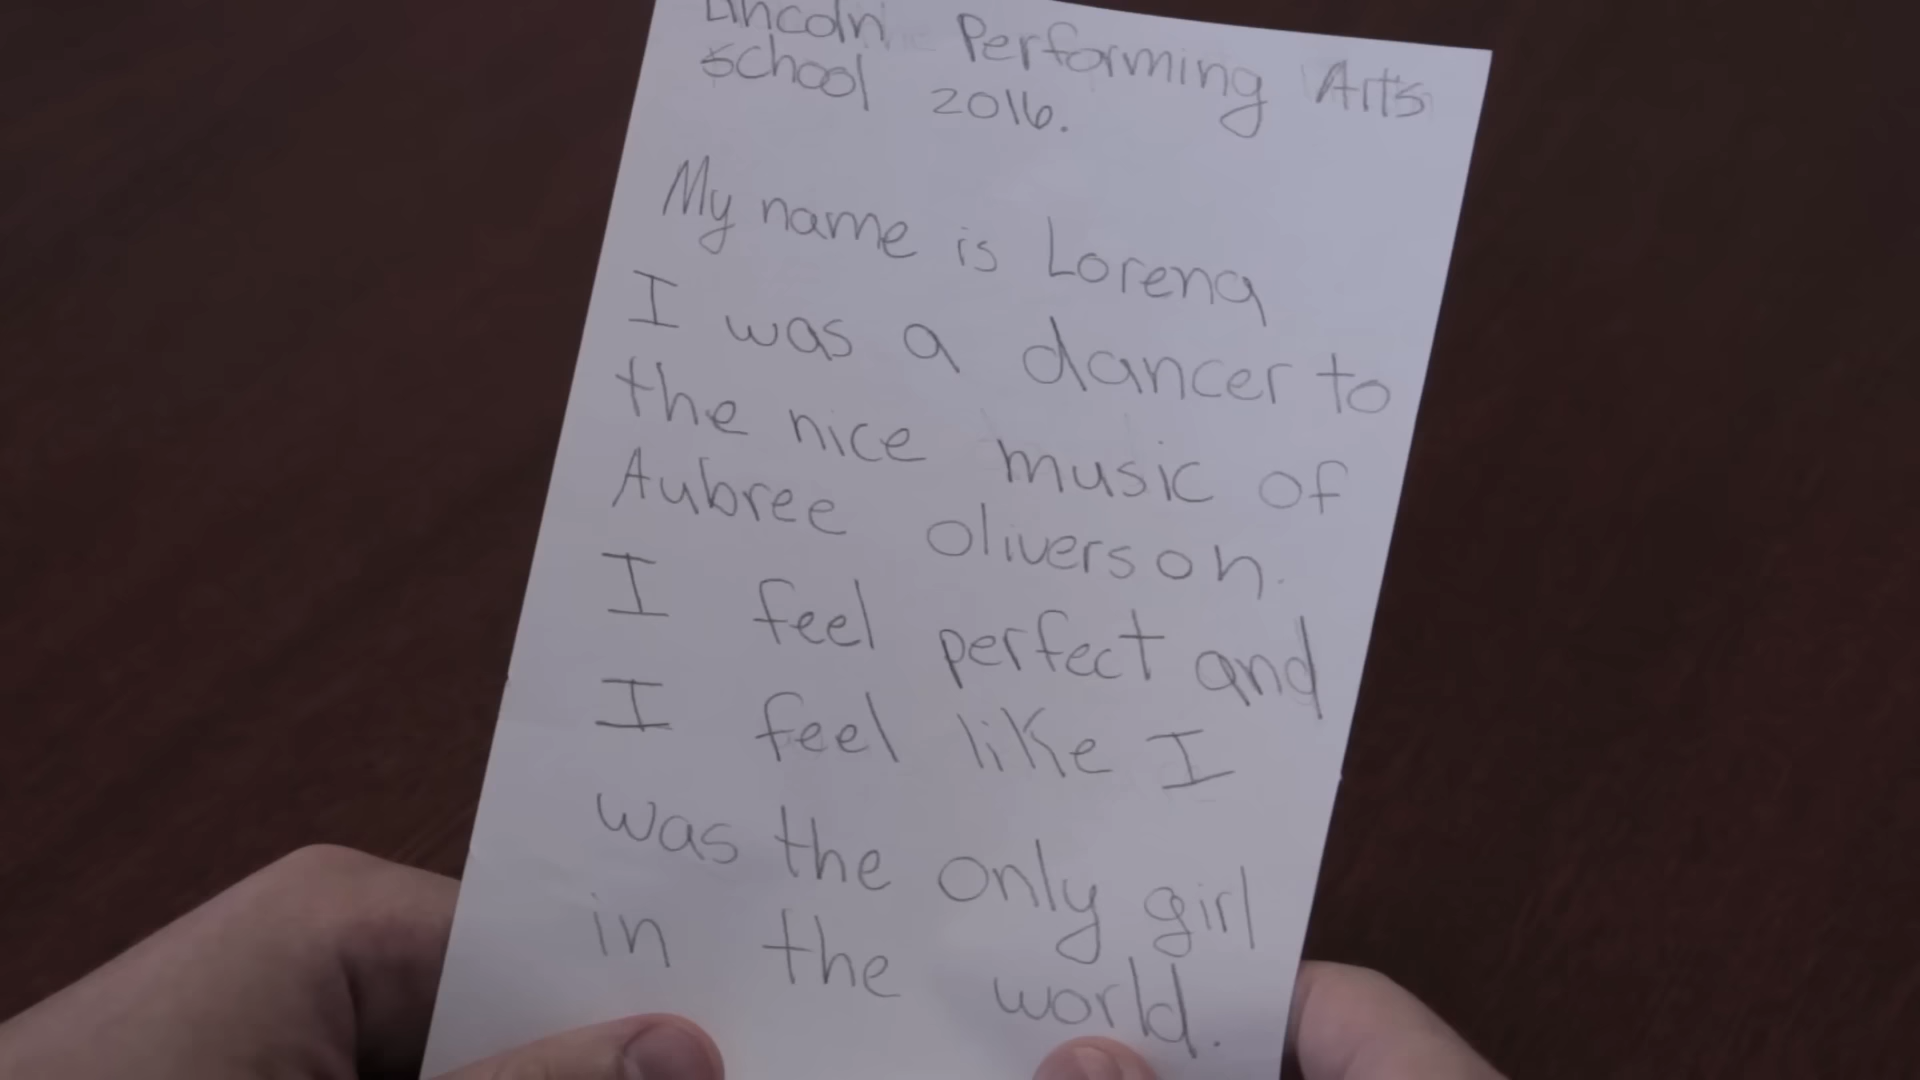 Lincoln Performing Arts
school 2016.
My name is Lorena
I was a dancer to
the nice music of
Aubree oliverson.
I feel perfect and
I feel like I
was the only girl
in the world.